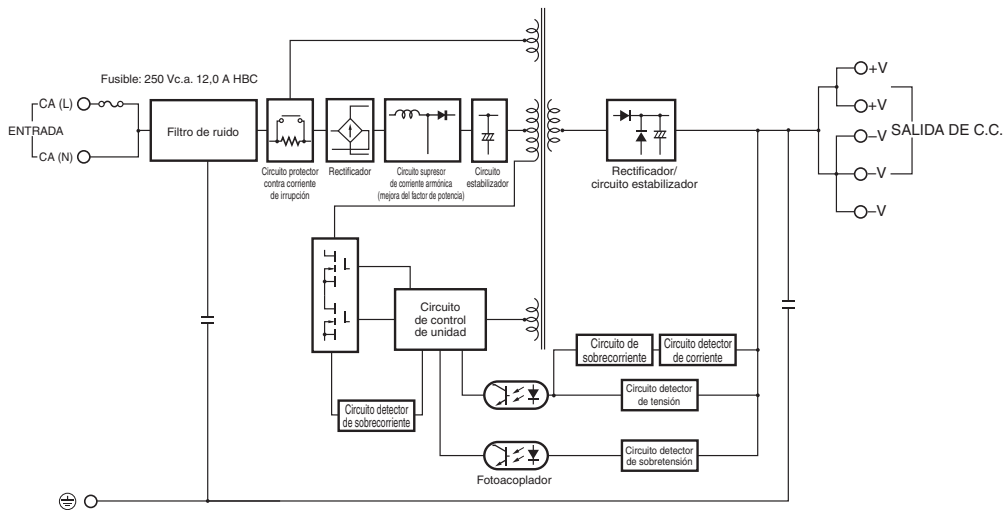 Fusible: 250 Vc.a. 12,0 A HBC
CA (L)
ENTRADA
CA (N)
Filtro de ruido
Circuito protector
contra corriente
de irrupción
Rectificador
Circuito supresor
de corriente armónica
(mejora del factor de potencia)
Circuito
estabilizador
Rectificador/
circuito estabilizador
+V
+V
–V
–V
–V
SALIDA DE C.C.
Circuito
de control
de unidad
Circuito detector
de sobrecorriente
Circuito de
sobrecorriente
Circuito detector
de corriente
Circuito detector
de tensión
Circuito detector
de sobretensión
Fotoacoplador